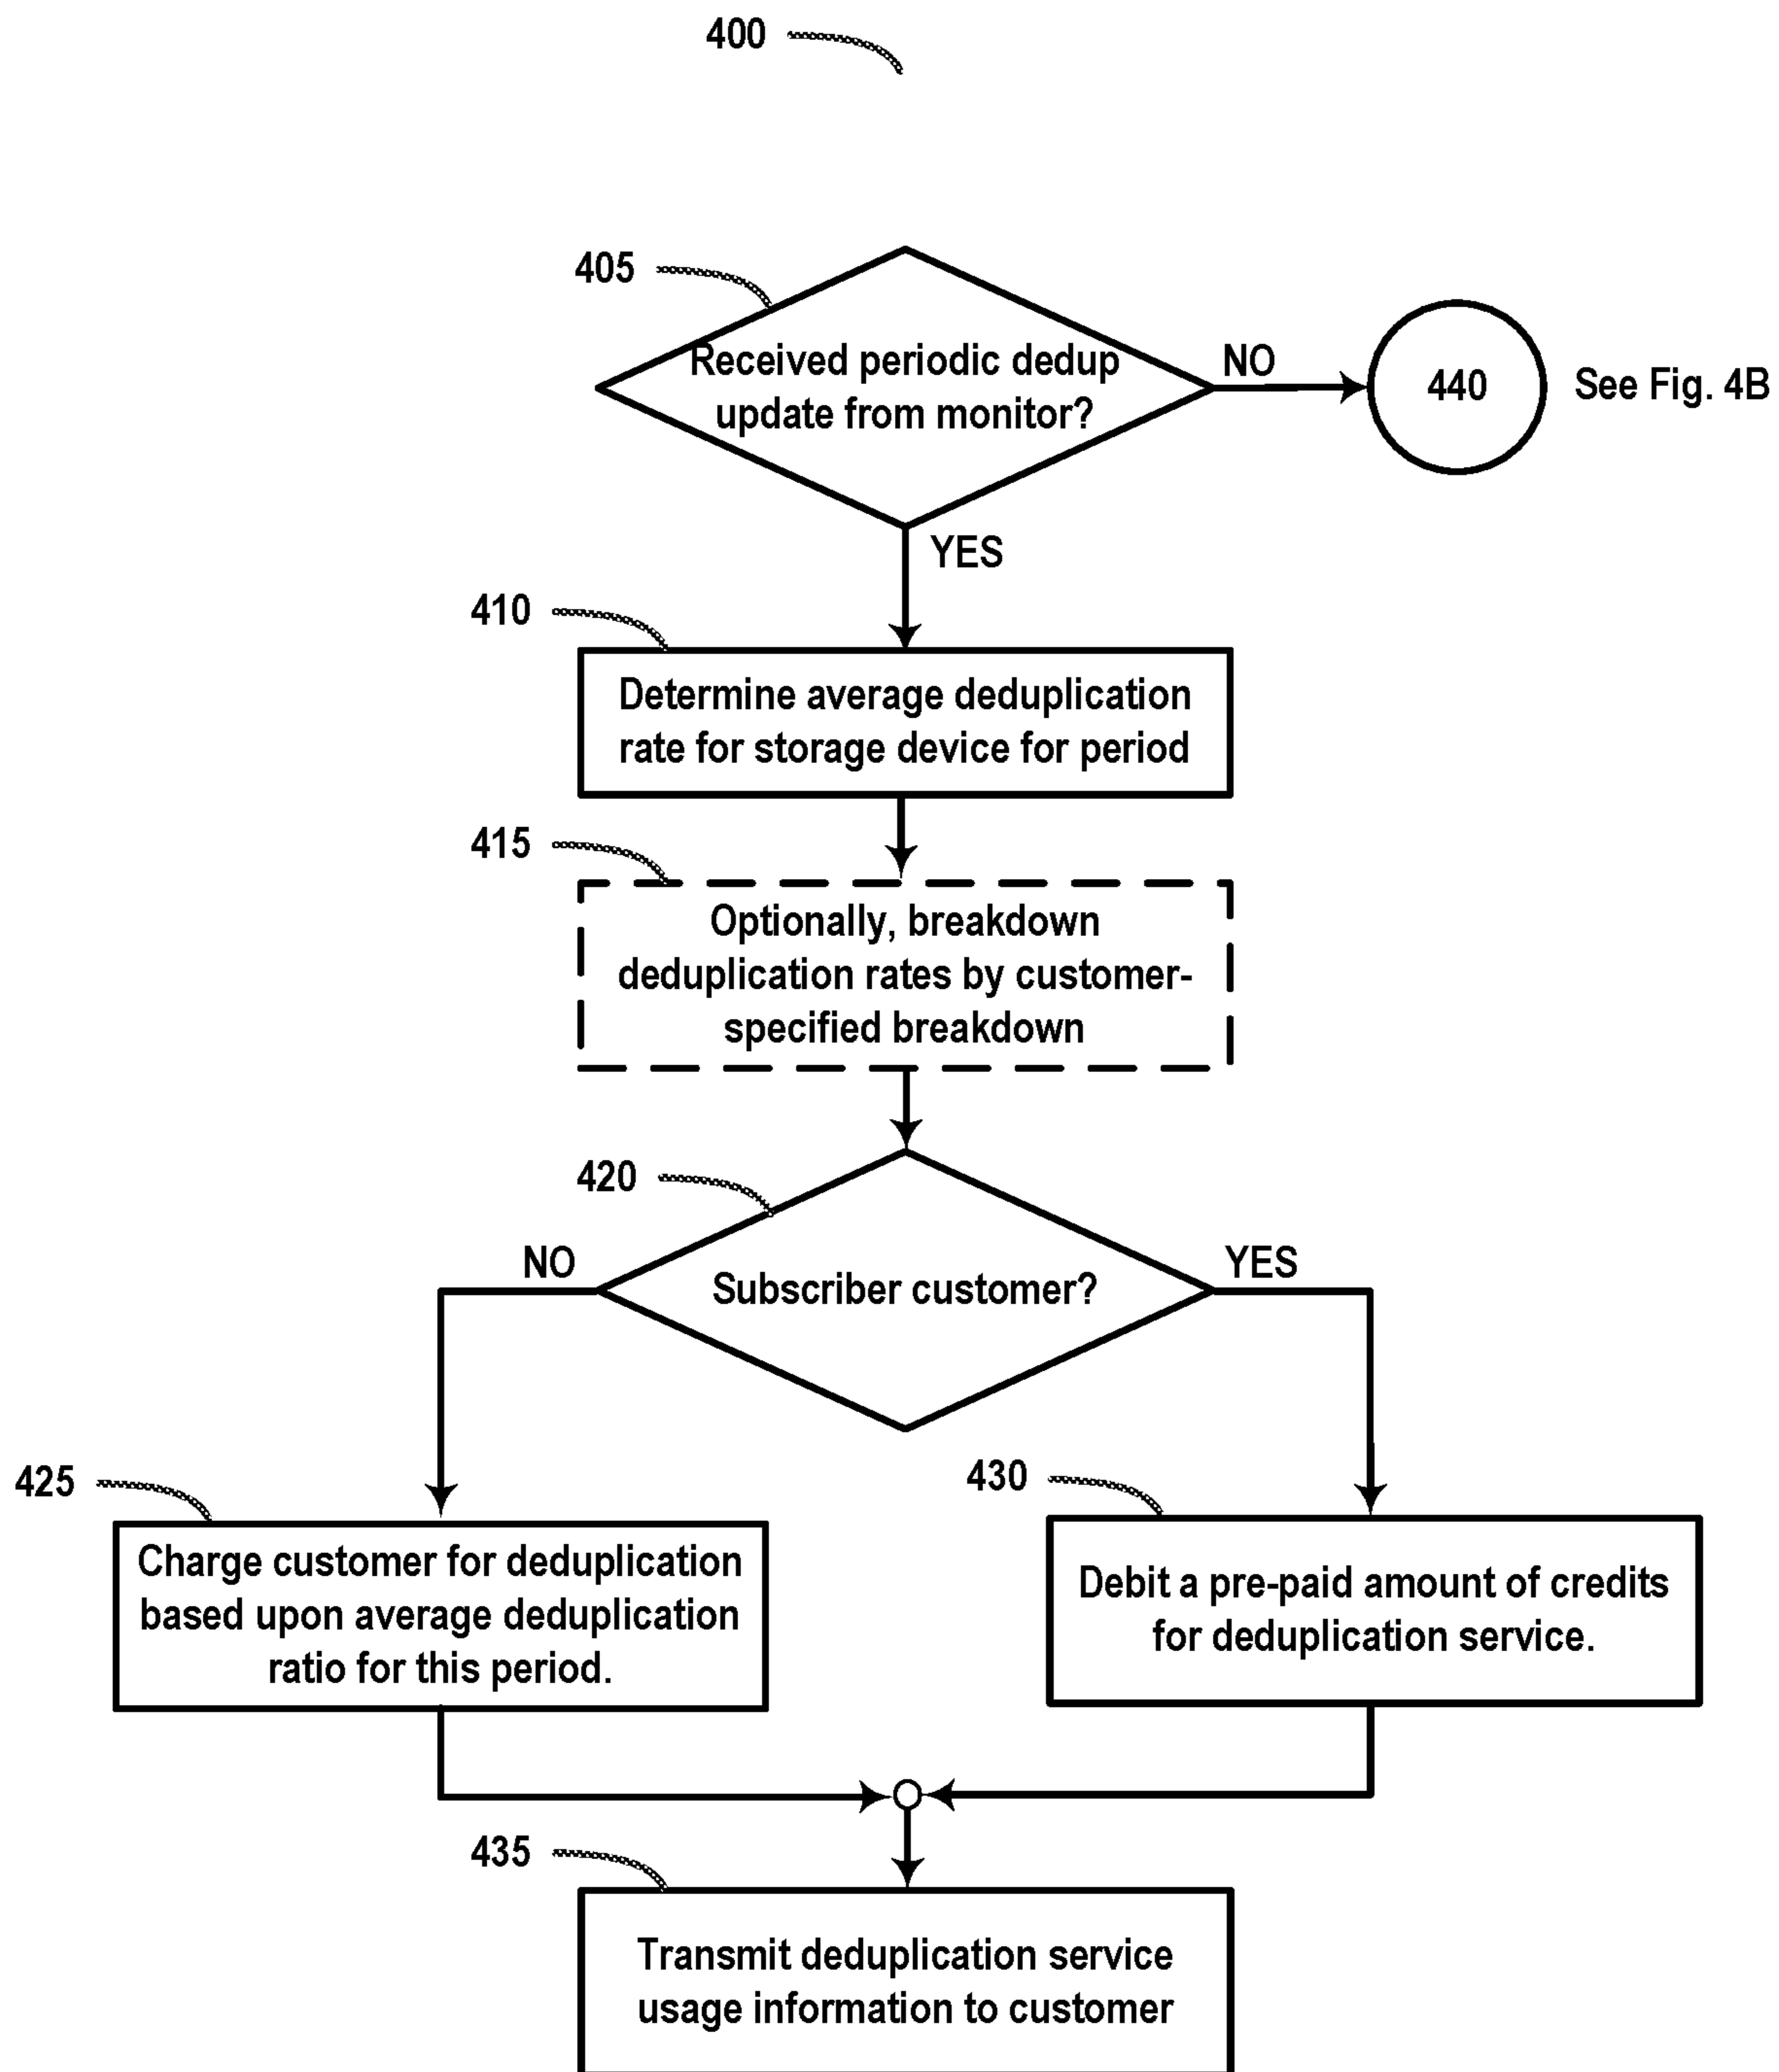 400
405
Received periodic dedup
update from monitor?
NO
440
See Fig. 4B
YES
410
Determine average deduplication
rate for storage device for period
415
Optionally, breakdown
deduplication rates by customer-
specified breakdown
420
NO
Subscriber customer?
YES
425
Charge customer for deduplication
based upon average deduplication
ratio for this period.
430
Debit a pre-paid amount of credits
for deduplication service.
435
Transmit deduplication service
usage information to customer